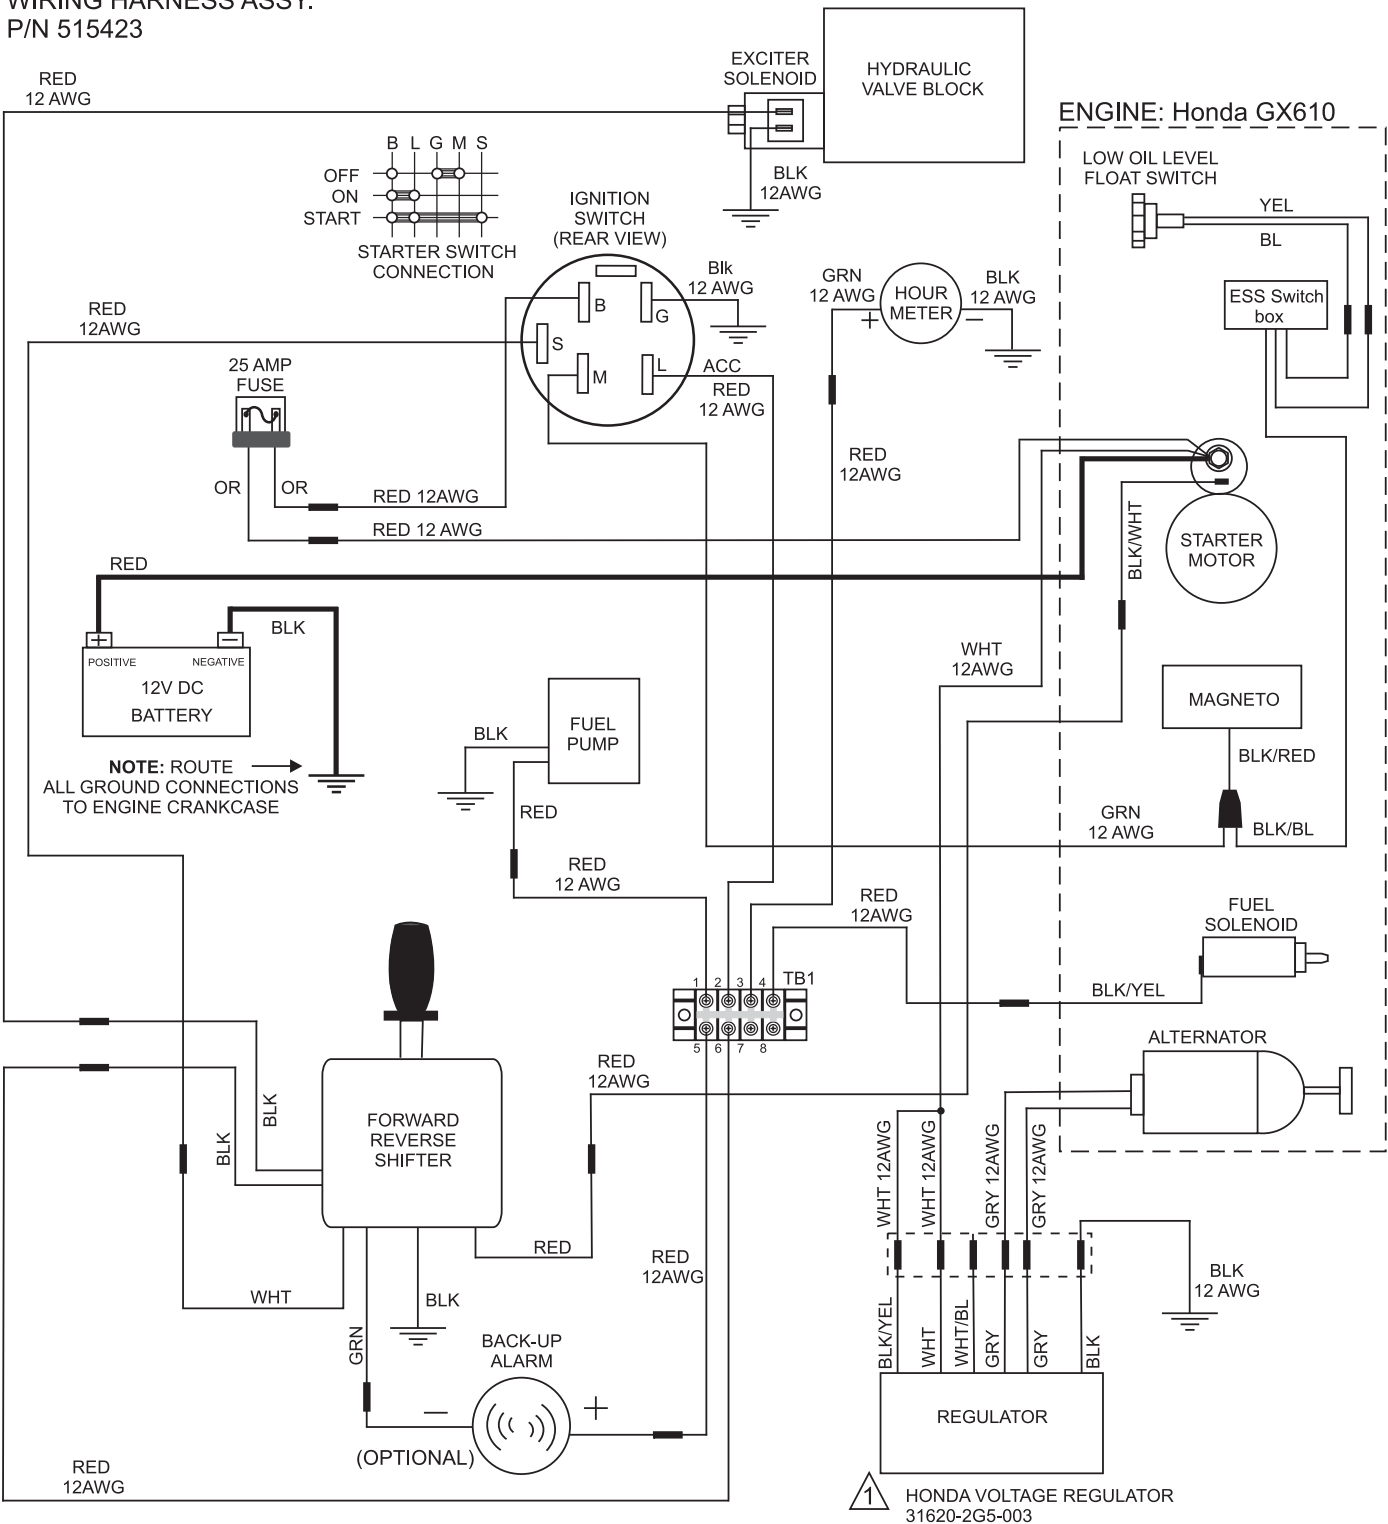 WIRING HARNESS ASSY.
P/N 515423
RED
12 AWG
EXCITER
SOLENOID
HYDRAULIC
VALVE BLOCK
BLK
12AWG
ENGINE: Honda GX610
LOW OIL LEVEL
FLOAT SWITCH
YEL
BL
ESS Switch
box
B L G M S
OFF
ON
START
STARTER SWITCH
CONNECTION
IGNITION
SWITCH
(REAR VIEW)
B
G
S
M
L
Blk
12 AWG
ACC
RED
12 AWG
GRN
12 AWG
HOUR
METER
+
−
BLK
12 AWG
RED
12AWG
25 AMP
FUSE
OR
OR
RED 12AWG
RED 12 AWG
RED
12AWG
STARTER
MOTOR
BLK/WHT
RED
BLK
+
−
POSITIVE
NEGATIVE
12V DC
BATTERY
NOTE: ROUTE
ALL GROUND CONNECTIONS
TO ENGINE CRANKCASE
WHT
12AWG
BLK
FUEL
PUMP
RED
RED
12 AWG
MAGNETO
BLK/RED
GRN
12 AWG
BLK/BL
RED
12AWG
FUEL
SOLENOID
BLK/YEL
1 2 3 4
TB1
5 6 7 8
ALTERNATOR
RED
12AWG
BLK
BLK
FORWARD
REVERSE
SHIFTER
RED
WHT
GRN
BLK
RED
12AWG
BACK-UP
ALARM
−
+
(OPTIONAL)
RED
12AWG
WHT 12AWG
WHT 12AWG
GRY 12AWG
GRY 12AWG
BLK
12 AWG
BLK/YEL
WHT
WHT/BL
GRY
GRY
BLK
REGULATOR
1
HONDA VOLTAGE REGULATOR
31620-2G5-003